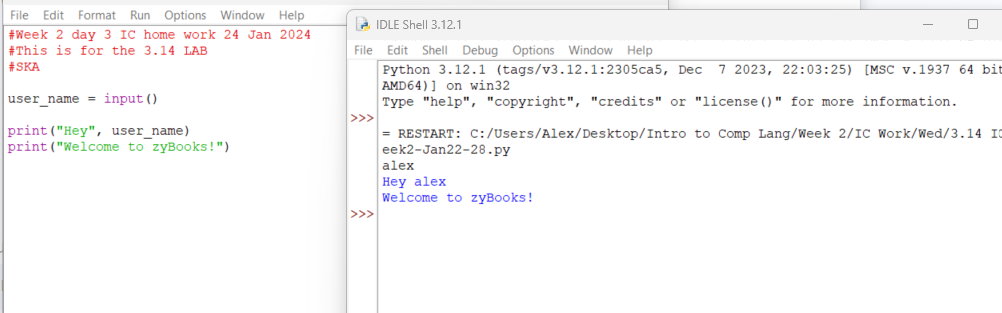 File Edit Format Run Options Window Help
#Week 2 day 3 IC home work 24 Jan 2024
#This is for the 3.14 LAB
#SKA
user_name = input()
print("Hey", user_name)
print("Welcome to zyBooks!")
IDLE Shell 3.12.1
File Edit Shell Debug Options Window Help
Python 3.12.1 (tags/v3.12.1:2305ca5, Dec  7 2023, 22:03:25) [MSC v.1937 64 bit
AMD64)] on win32
Type "help", "copyright", "credits" or "license()" for more information.
>>>
= RESTART: C:/Users/Alex/Desktop/Intro to Comp Lang/Week 2/IC Work/Wed/3.14 IC
eek2-Jan22-28.py
alex
Hey alex
Welcome to zyBooks!
>>>